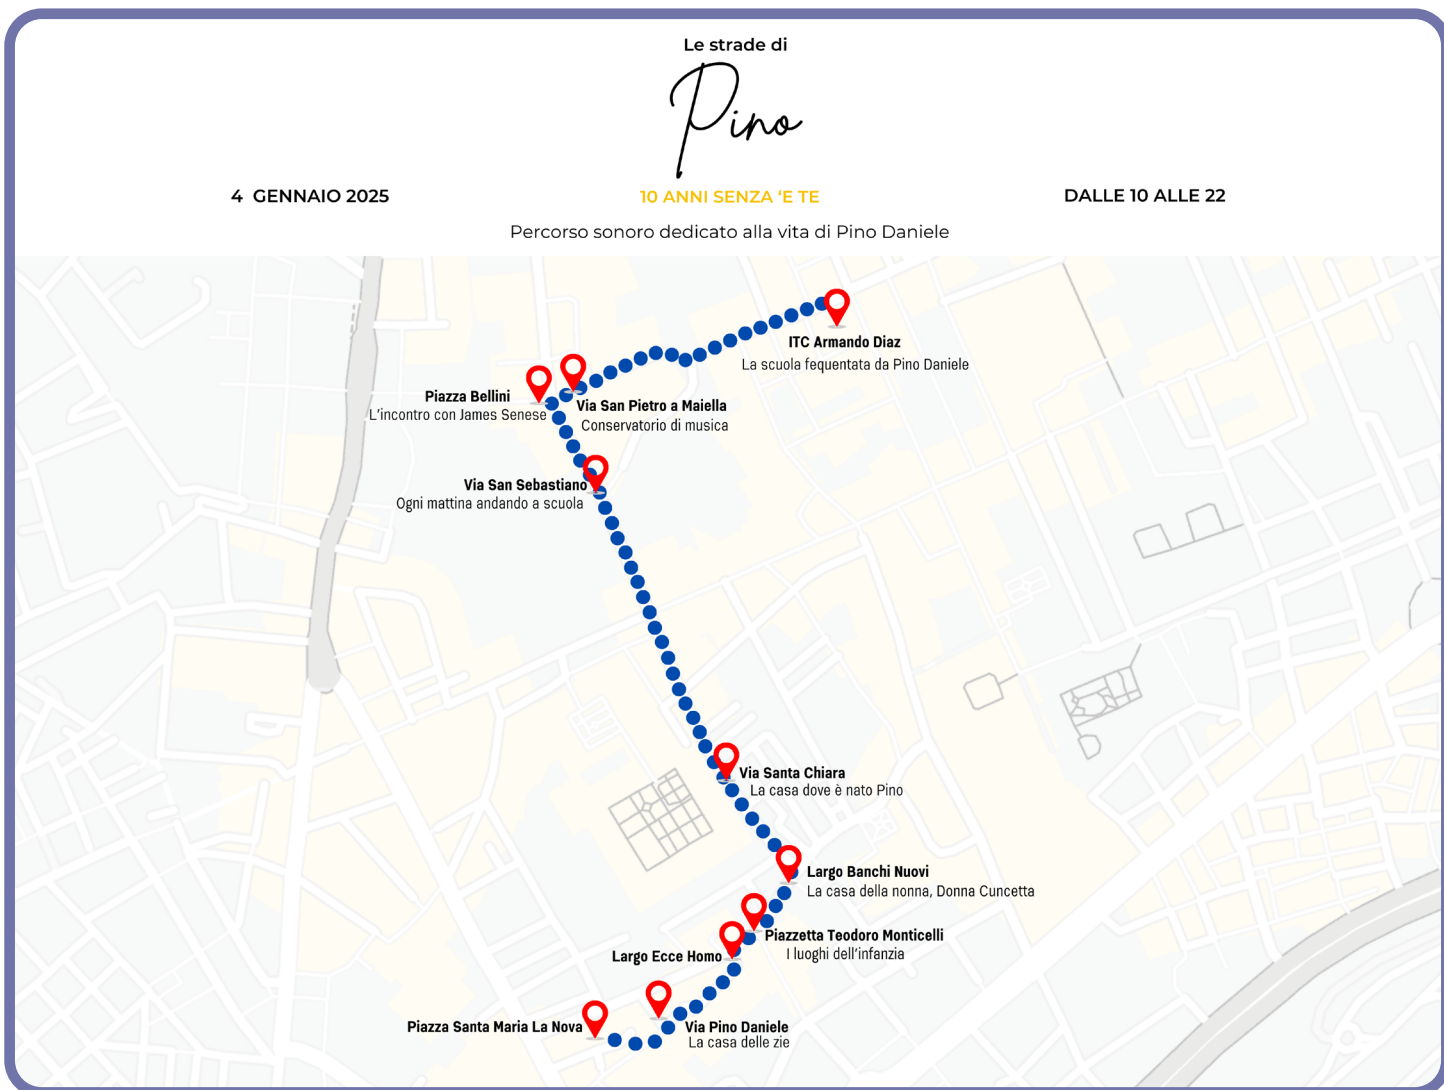 Le strade di
Pino
4 GENNAIO 2025
10 ANNI SENZA ‘E TE
DALLE 10 ALLE 22
Percorso sonoro dedicato alla vita di Pino Daniele
ITC Armando Diaz
La scuola fequentata da Pino Daniele
Piazza Bellini
L'incontro con James Senese
Via San Pietro a Maiella
Conservatorio di musica
Via San Sebastiano
Ogni mattina andando a scuola
Via Santa Chiara
La casa dove è nato Pino
Largo Banchi Nuovi
La casa della nonna, Donna Cuncetta
Piazzetta Teodoro Monticelli
I luoghi dell'infanzia
Largo Ecce Homo
Piazza Santa Maria La Nova
Via Pino Daniele
La casa delle zie